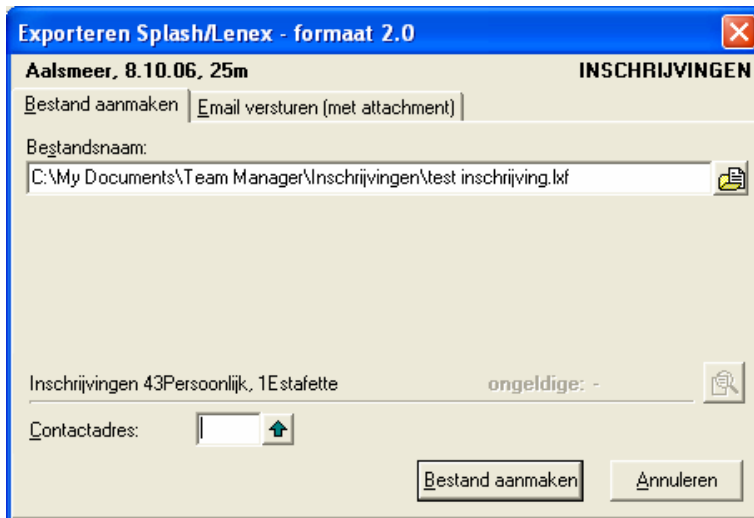 Exporteren Splash/Lenex - formaat 2.0
Aalsmeer, 8.10.06, 25m INSCHRIJVINGEN
Bestand aanmaken Email versturen (met attachment)
Bestandsnaam:
C:\My Documents\Team Manager\Inschrijvingen\test inschrijving.lxf
Inschrijvingen 43Persoonlijk, 1Estafette ongeldige: -
Contactadres:
Bestand aanmaken Annuleren